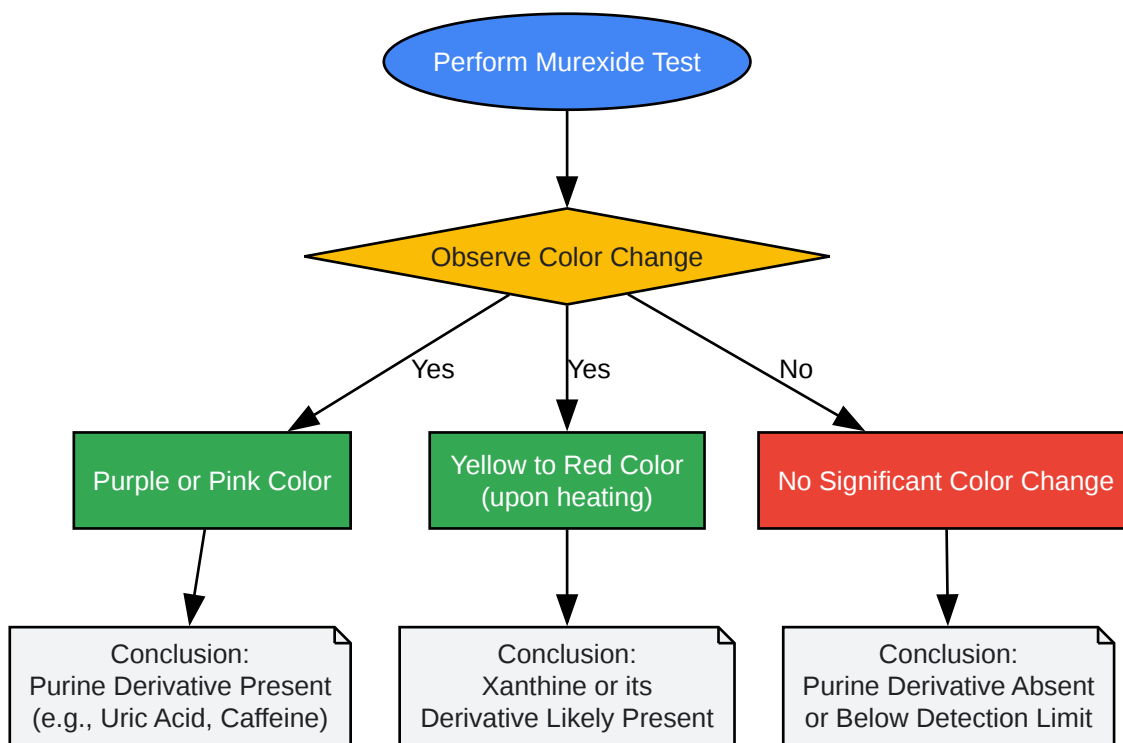 Perform Murexide Test
Observe Color Change
Yes
Yes
No
Purple or Pink Color
Yellow to Red Color
(upon heating)
No Significant Color Change
Conclusion:
Purine Derivative Present
(e.g., Uric Acid, Caffeine)
Conclusion:
Xanthine or its
Derivative Likely Present
Conclusion:
Purine Derivative Absent
or Below Detection Limit